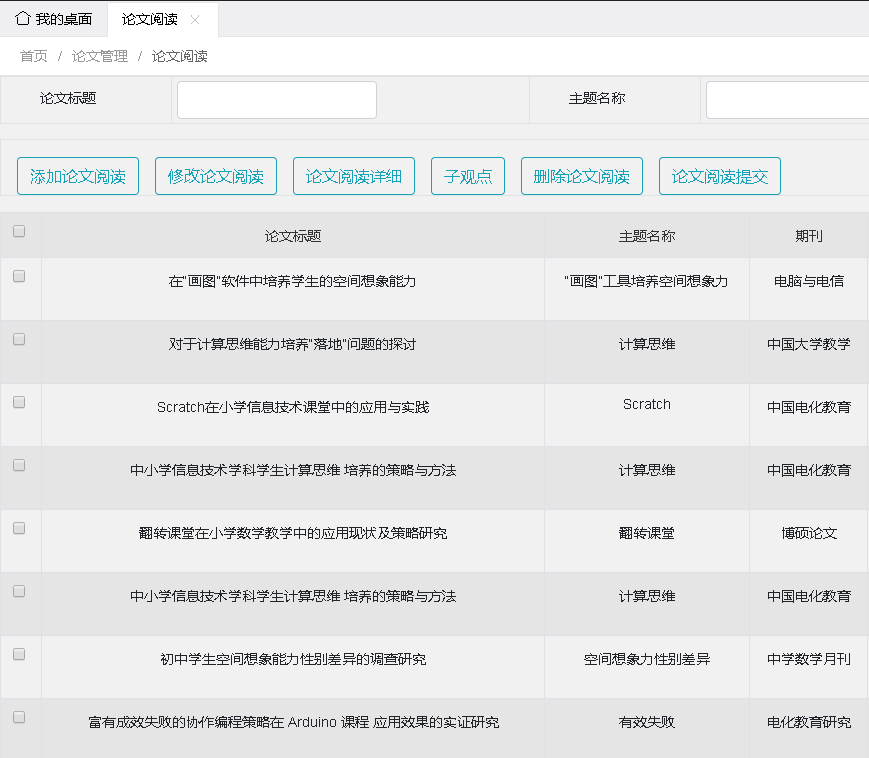 我的桌面 论文阅读
首页 / 论文管理 / 论文阅读
论文标题 主题名称
添加论文阅读 修改论文阅读 论文阅读详细 子观点 删除论文阅读 论文阅读提交
论文标题 主题名称 期刊
在"画图"软件中培养学生的空间想象能力 "画图"工具培养空间想象力 电脑与电信
对于计算思维能力培养"落地"问题的探讨 计算思维 中国大学教学
Scratch在小学信息技术课堂中的应用与实践 Scratch 中国电化教育
中小学信息技术学科学生计算思维 培养的策略与方法 计算思维 中国电化教育
翻转课堂在小学数学教学中的应用现状及策略研究 翻转课堂 博硕论文
中小学信息技术学科学生计算思维 培养的策略与方法 计算思维 中国电化教育
初中学生空间想象能力性别差异的调查研究 空间想象力性别差异 中学数学月刊
富有成效失败的协作编程策略在 Arduino 课程 应用效果的实证研究 有效失败 电化教育研究